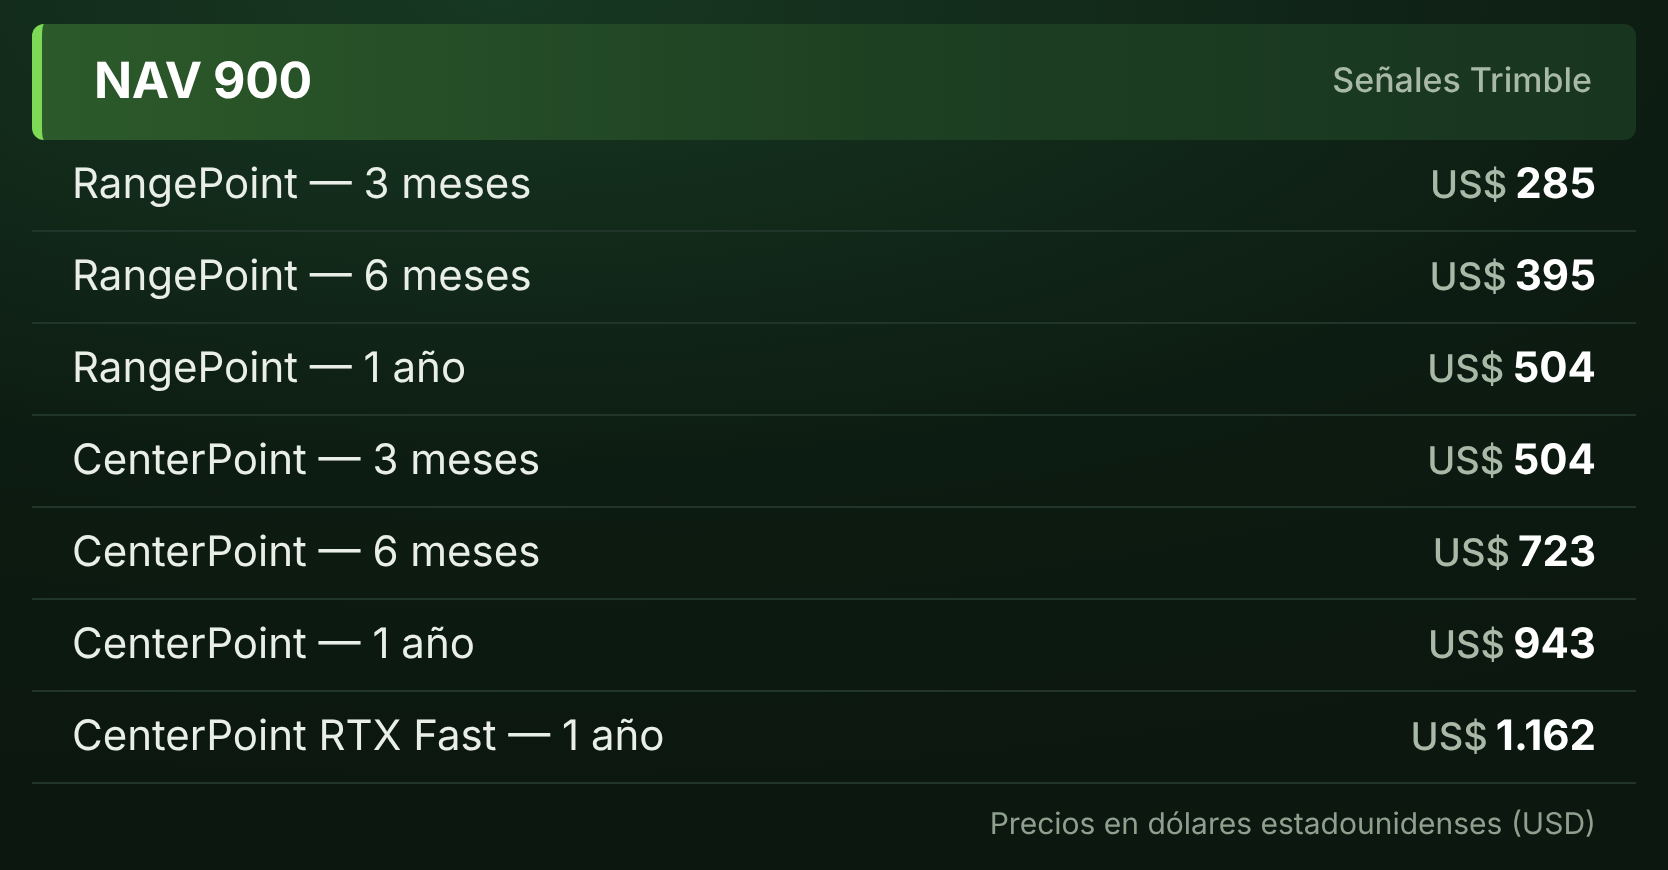 NAV 900 Señales Trimble
RangePoint — 3 meses US$ 285
RangePoint — 6 meses US$ 395
RangePoint — 1 año US$ 504
CenterPoint — 3 meses US$ 504
CenterPoint — 6 meses US$ 723
CenterPoint — 1 año US$ 943
CenterPoint RTX Fast — 1 año US$ 1.162
Precios en dólares estadounidenses (USD)